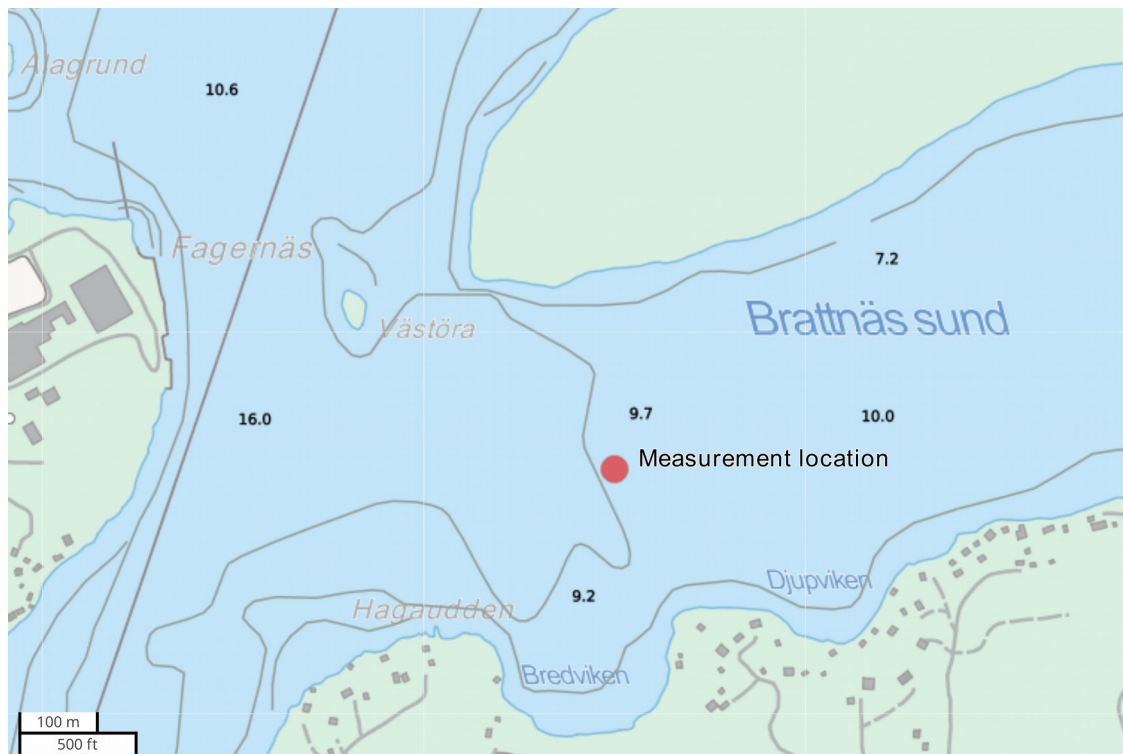 Alagrund
10.6
Fagernäs
7.2
Brattnäs sund
Västöra
16.0
9.7
10.0
Measurement location
Djupviken
9.2
Hagaudden
Bredviken
100 m
500 ft